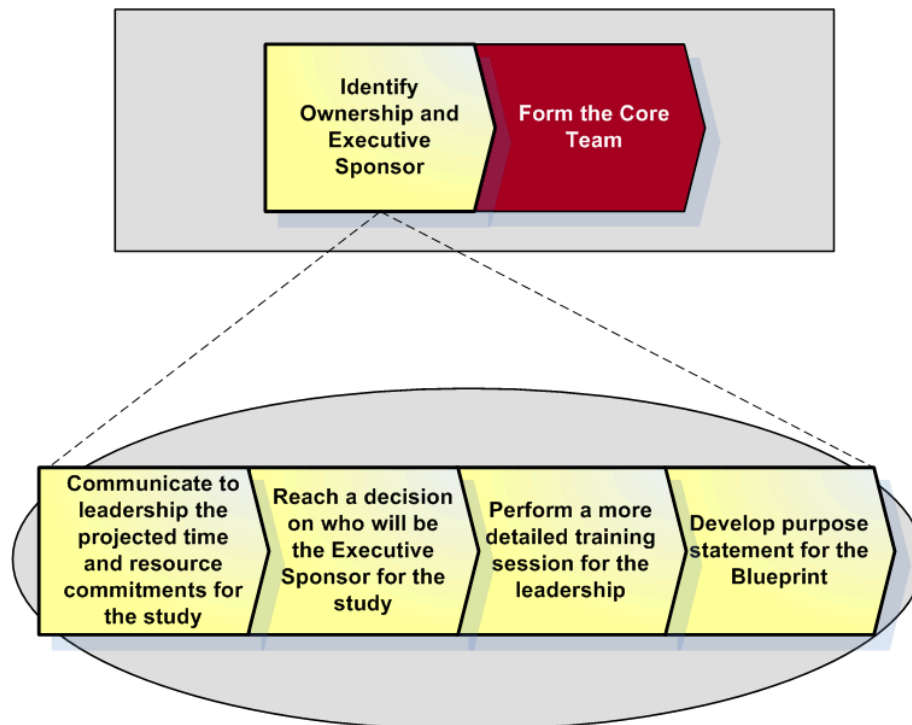 Identify
Ownership and
Executive
Sponsor
Form the Core
Team
Communicate to
leadership the
projected time
and resource
commitments for
the study
Reach a decision
on who will be
the Executive
Sponsor for the
study
Perform a more
detailed training
session for the
leadership
Develop purpose
statement for the
Blueprint